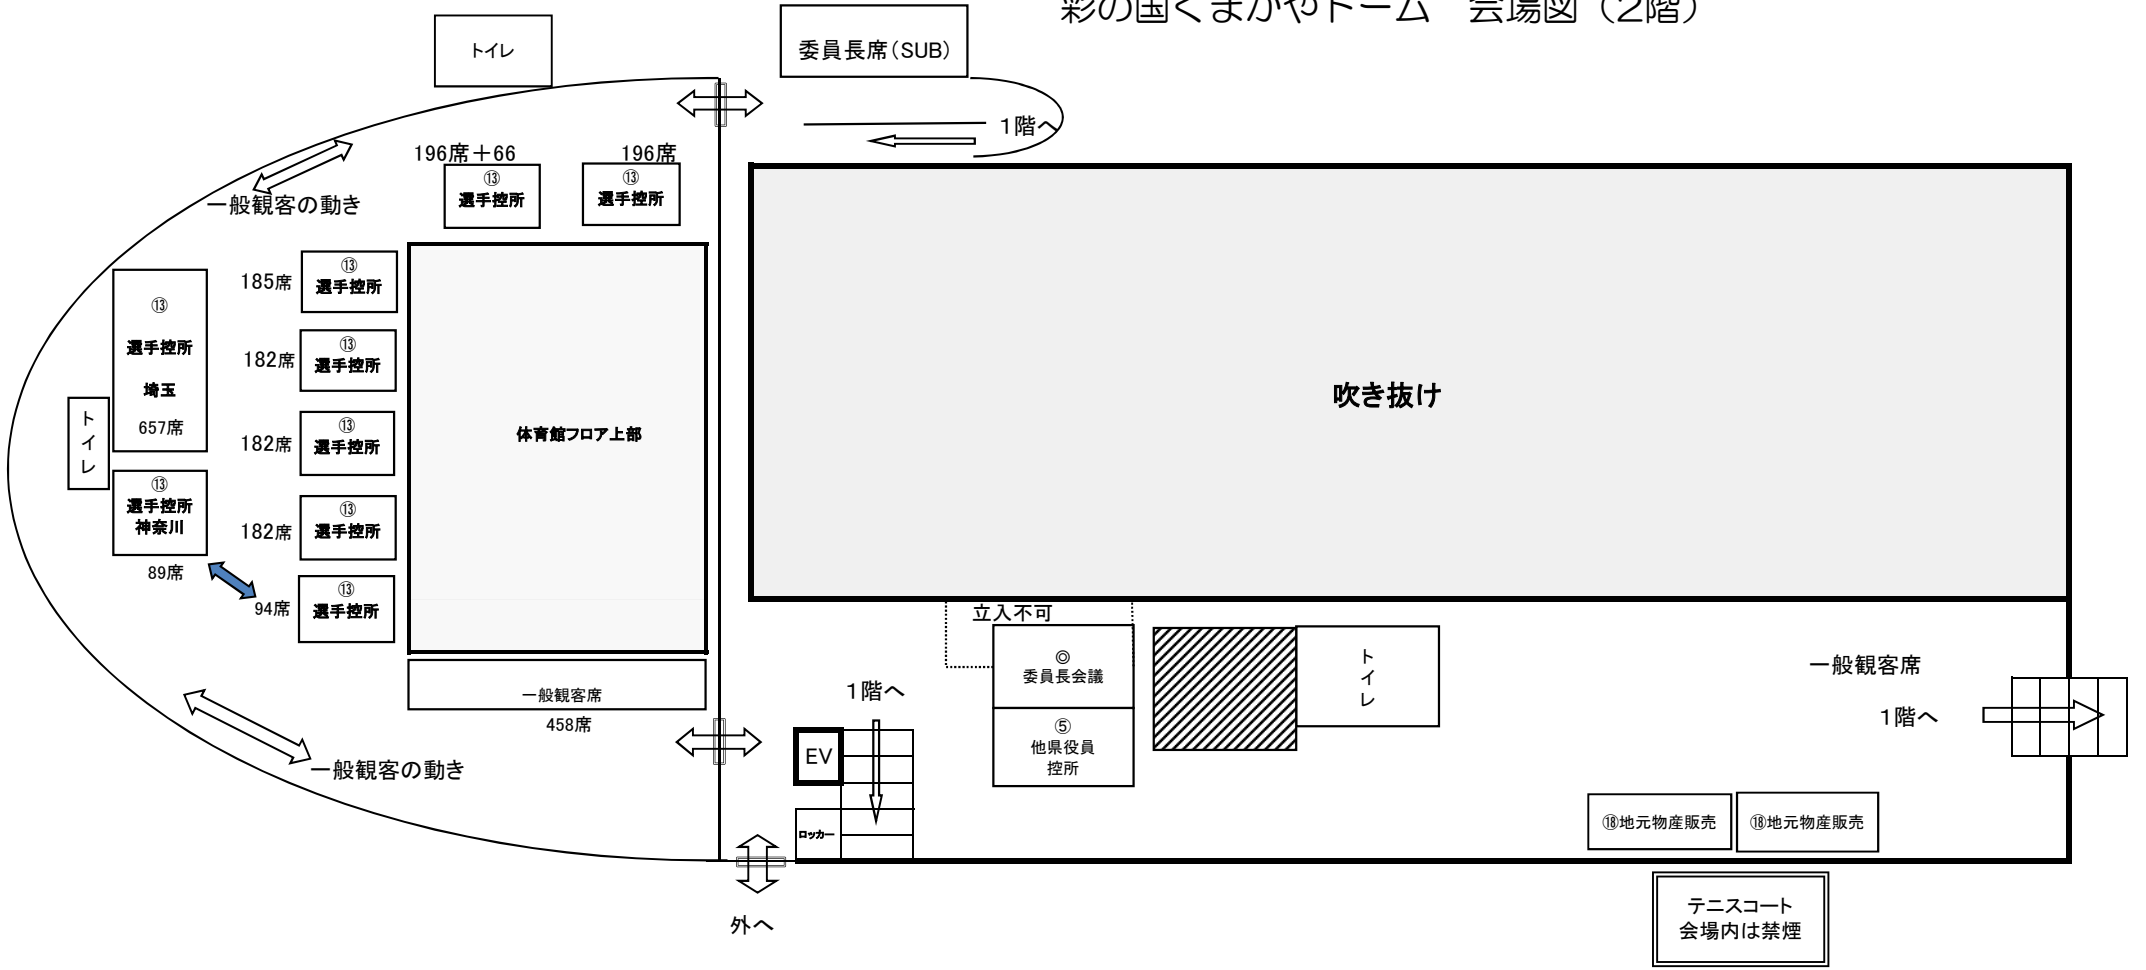 彩の国くまがやドーム　会場図（2階）
トイレ
委員長席（SUB）
1階へ
196席＋66
196席
⑬
選手控所
⑬
選手控所
一般観客の動き
185席
⑬
選手控所
⑬
選手控所
埼玉
657席
182席
⑬
選手控所
トイレ
182席
⑬
選手控所
体育館フロア上部
吹き抜け
⑬
選手控所
神奈川
89席
182席
⑬
選手控所
94席
⑬
選手控所
立入不可
◎
委員長会議
トイレ
一般観客席
458席
1階へ
⑤
他県役員
控所
一般観客席
1階へ
一般観客の動き
EV
ロッカー
⑱地元物産販売
⑱地元物産販売
外へ
テニスコート
会場内は禁煙